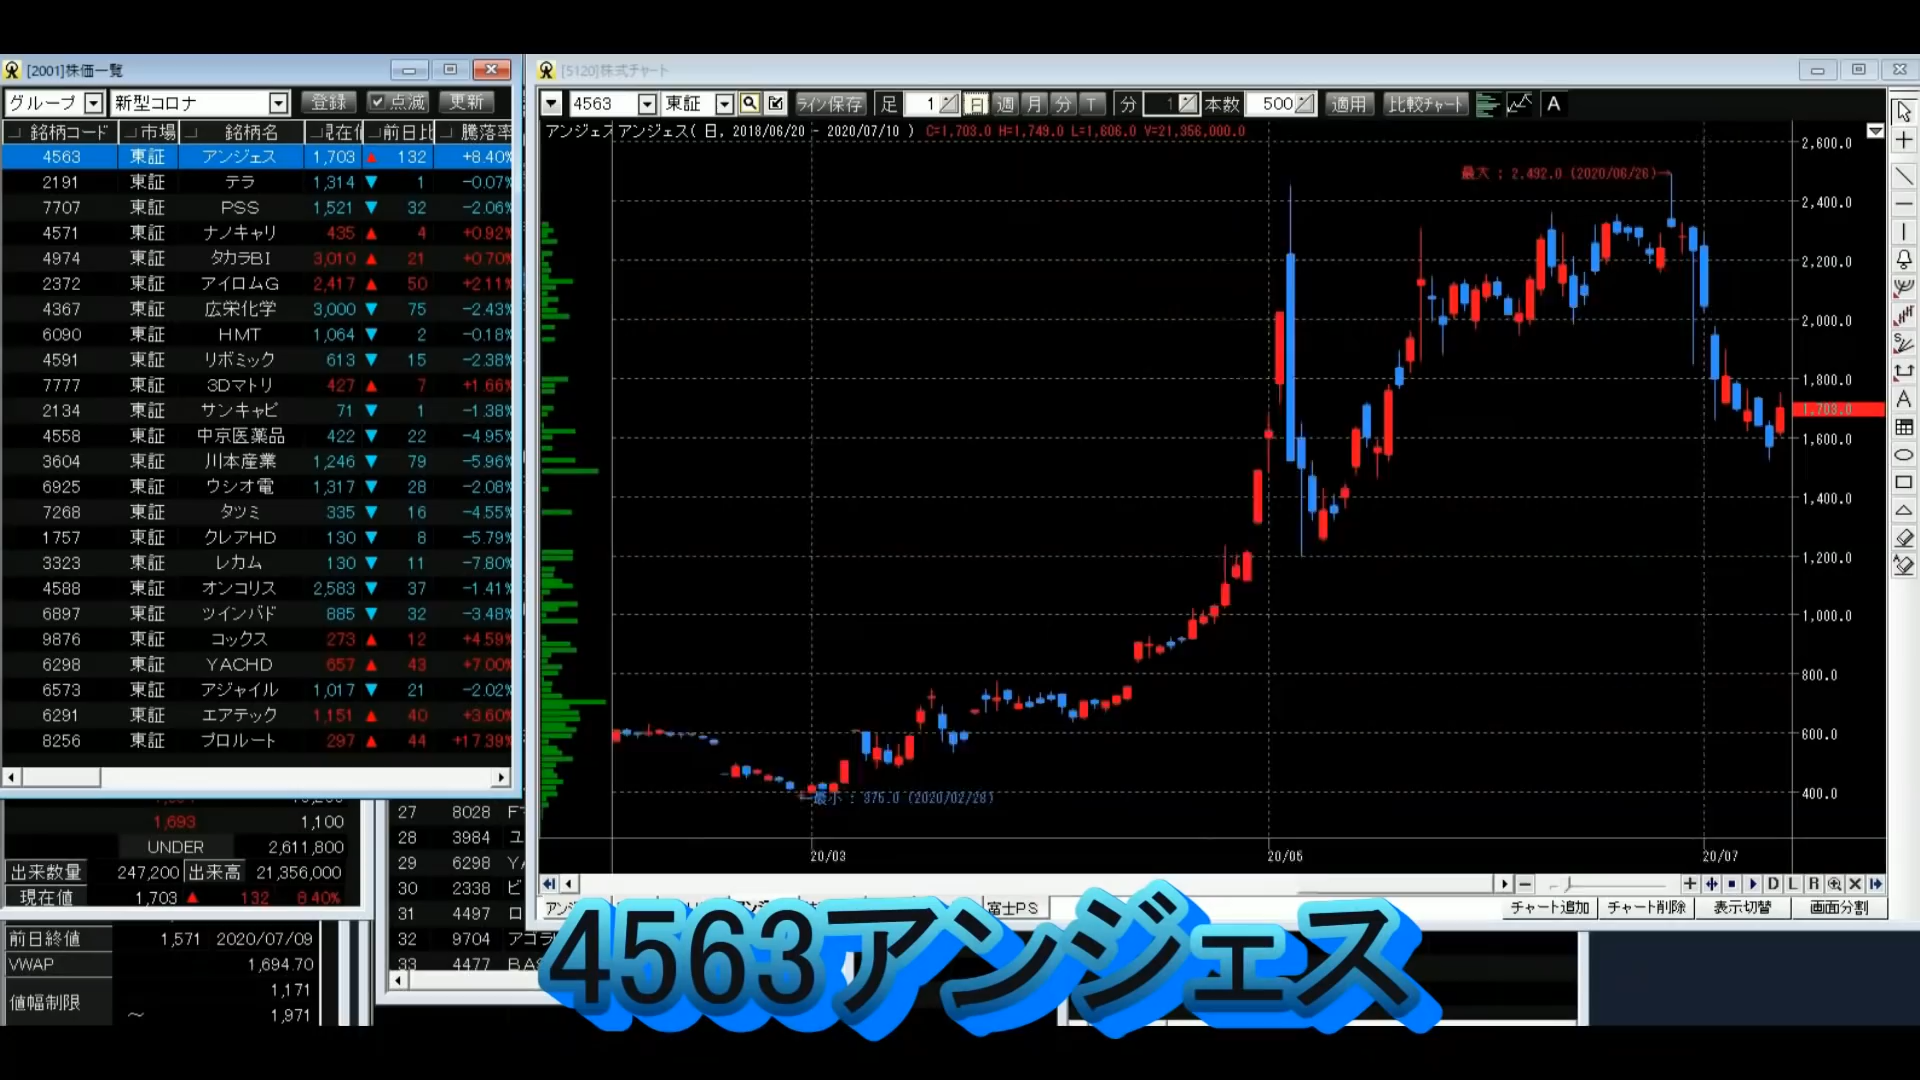 [2001]株価一覧
グループ 新型コロナ 登録 点滅 更新
銘柄コード 市場 銘柄名 現在値 前日比 騰落率
4563 東証 アンジェス 1,703 ▲ 132 +8.40%
2191 東証 テラ 1,314 ▼ 1 -0.07%
7707 東証 PSS 1,521 ▼ 32 -2.06%
4571 東証 ナノキャリ 435 ▲ 4 +0.92%
4974 東証 タカラBI 3,010 ▲ 21 +0.70%
2372 東証 アイロムG 2,417 ▲ 50 +2.11%
4367 東証 広栄化学 3,000 ▼ 75 -2.43%
6090 東証 HMT 1,064 ▼ 2 -0.18%
4591 東証 リボミック 613 ▼ 15 -2.38%
7777 東証 3Dマトリ 427 ▲ 7 +1.66%
2134 東証 サンキャピ 71 ▼ 1 -1.38%
4558 東証 中京医薬品 422 ▼ 22 -4.95%
3604 東証 川本産業 1,246 ▼ 79 -5.96%
6925 東証 ウシオ電 1,317 ▼ 28 -2.08%
7268 東証 タツミ 335 ▼ 16 -4.55%
1757 東証 クレアHD 130 ▼ 8 -5.79%
3323 東証 レカム 130 ▼ 11 -7.80%
4588 東証 オンコリス 2,583 ▼ 37 -1.41%
6897 東証 ツインバド 885 ▼ 32 -3.48%
9876 東証 コックス 273 ▲ 12 +4.59%
6298 東証 YACHD 657 ▲ 43 +7.00%
6573 東証 アジャイル 1,017 ▼ 21 -2.02%
6291 東証 エアテック 1,151 ▲ 40 +3.60%
8256 東証 プロルート 297 ▲ 44 +17.39%
1,693 1,100
UNDER 2,611,800
出来数量 247,200 出来高 21,356,000
現在値 1,703 ▲ 132 8.40%
前日終値 1,571 2020/07/09
VWAP 1,694.70
値幅制限 1,171
～ 1,971
27 8028
28 3984 ユ
29 6298 YA
30 2338 ビ
31 4497 ロ
32 9704 アゴラ
33 4477 BAS
[5120]株式チャート
4563 東証 ライン保存 足 1 日 週 月 分 T 分 1 本数 500 適用 比較チャート A
アンジェス アンジェス( 日, 2018/06/20 - 2020/07/10 ) C=1,703.0 H=1,749.0 L=1,606.0 V=21,356,000.0
最大 : 2,492.0 (2020/06/26)→
2,600.0
2,400.0
2,200.0
2,000.0
1,800.0
1,703.0
1,600.0
1,400.0
1,200.0
1,000.0
800.0
600.0
400.0
←最小 : 375.0 (2020/02/28)
20/03 20/05 20/07
D L R
富士PS
チャート追加 チャート削除 表示切替 画面分割
4563アンジェス